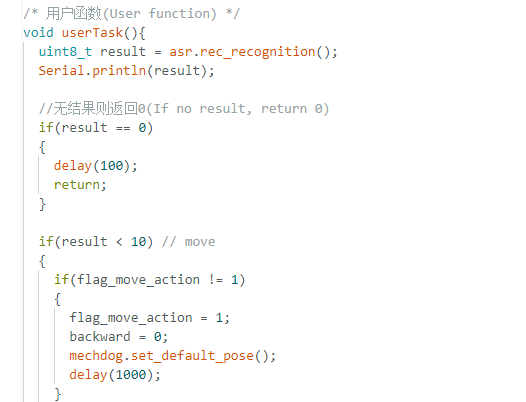 /* 用户函数(User function) */
void userTask(){
uint8_t result = asr.rec_recognition();
Serial.println(result);
//无结果则返回0(If no result, return 0)
if(result == 0)
{
delay(100);
return;
}
if(result < 10) // move
{
if(flag_move_action != 1)
{
flag_move_action = 1;
backward = 0;
mechdog.set_default_pose();
delay(1000);
}